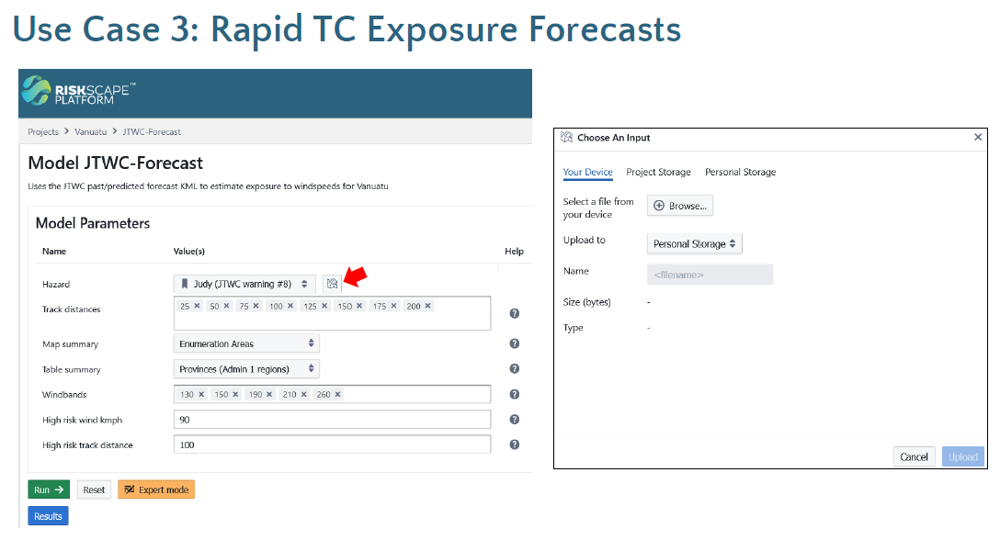 Use Case 3: Rapid TC Exposure Forecasts
RISKSCAPE™
PLATFORM
Projects > Vanuatu > JTWC-Forecast
Model JTWC-Forecast
Uses the JTWC past/predicted forecast KML to estimate exposure to windspeeds for Vanuatu
Model Parameters
Name Value(s) Help
Hazard Judy (JTWC warning #8)
Track distances 25 × 50 × 75 × 100 × 125 × 150 × 175 × 200 × ?
Map summary Enumeration Areas ?
Table summary Provinces (Admin 1 regions) ?
Windbands 130 × 150 × 190 × 210 × 260 × ?
High risk wind kmph 90 ?
High risk track distance 100 ?
Run → Reset Expert mode
Results
Choose An Input ×
Your Device Project Storage Personal Storage
Select a file from
your device
Browse...
Upload to Personal Storage
Name <filename>
Size (bytes) -
Type -
Cancel Upload